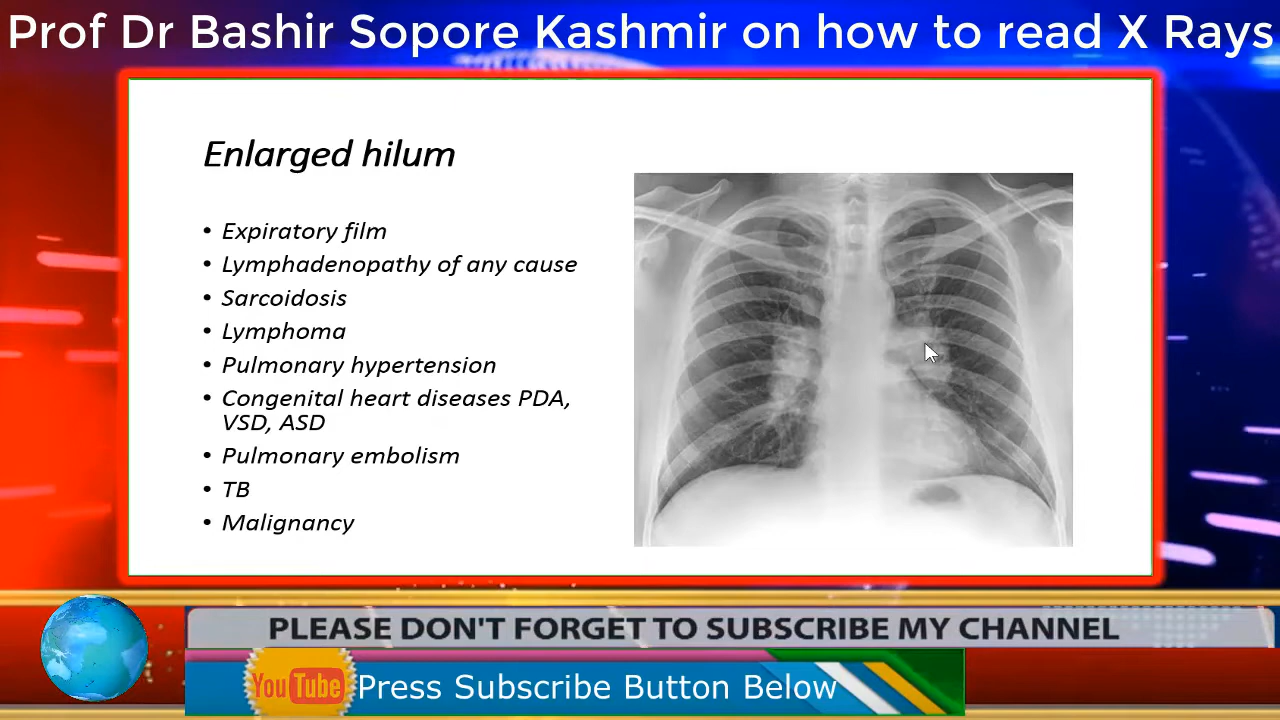 Prof Dr Bashir Sopore Kashmir on how to read X Rays
Enlarged hilum
• Expiratory film
• Lymphadenopathy of any cause
• Sarcoidosis
• Lymphoma
• Pulmonary hypertension
• Congenital heart diseases PDA,
VSD, ASD
• Pulmonary embolism
• TB
• Malignancy
PLEASE DON'T FORGET TO SUBSCRIBE MY CHANNEL
YouTube Press Subscribe Button Below